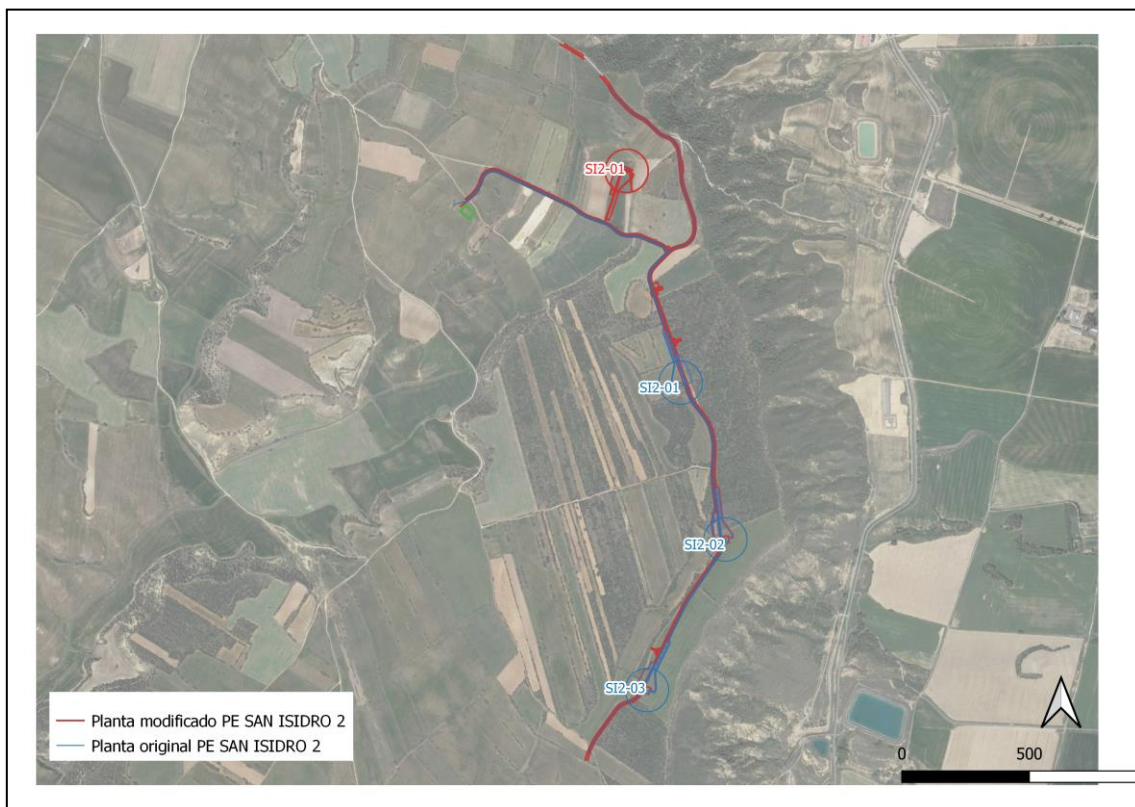 SI2-01
SI2-01
SI2-02
SI2-03
Planta modificado PE SAN ISIDRO 2
Planta original PE SAN ISIDRO 2
0 500